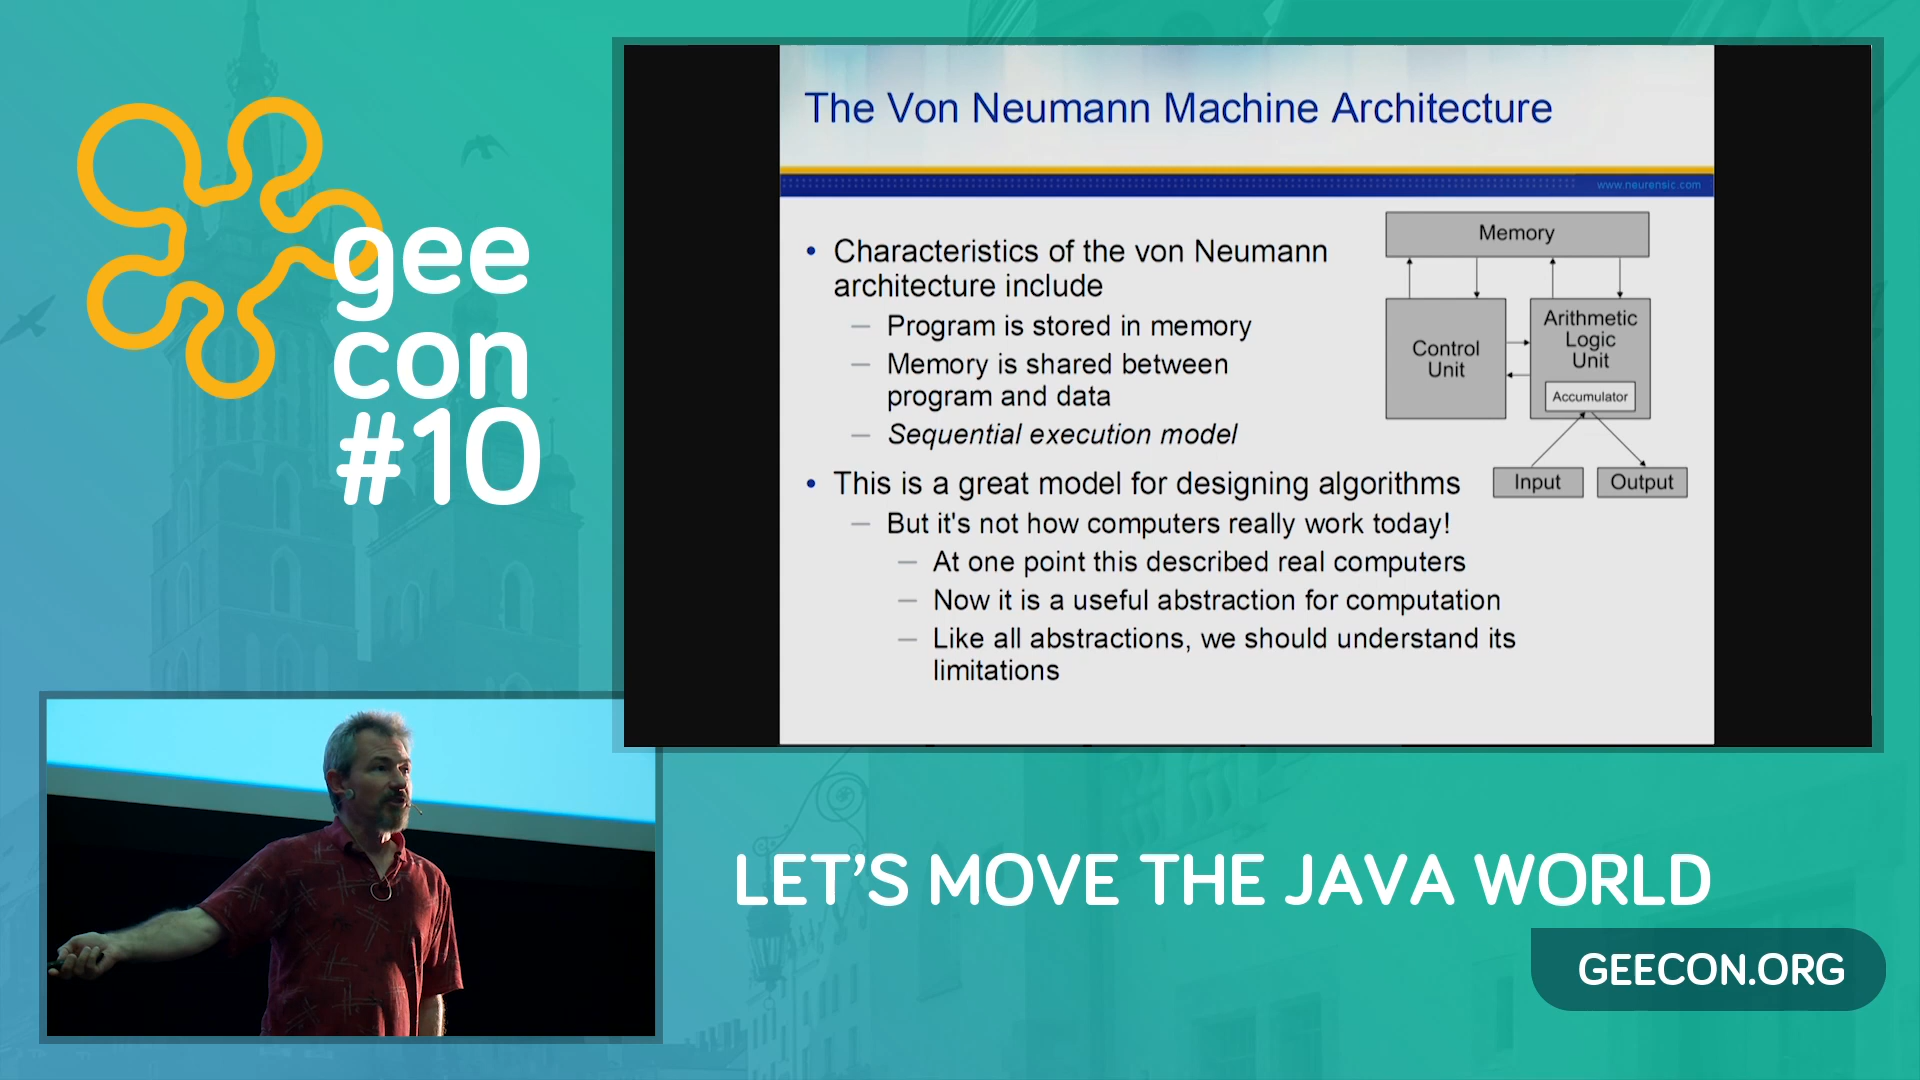 gee
con
#10
The Von Neumann Machine Architecture
www.neurensic.com
• Characteristics of the von Neumann
architecture include
— Program is stored in memory
— Memory is shared between
program and data
— Sequential execution model
• This is a great model for designing algorithms
— But it's not how computers really work today!
— At one point this described real computers
— Now it is a useful abstraction for computation
— Like all abstractions, we should understand its
limitations
Memory
Control
Unit
Arithmetic
Logic
Unit
Accumulator
Input
Output
LET’S MOVE THE JAVA WORLD
GEECON.ORG